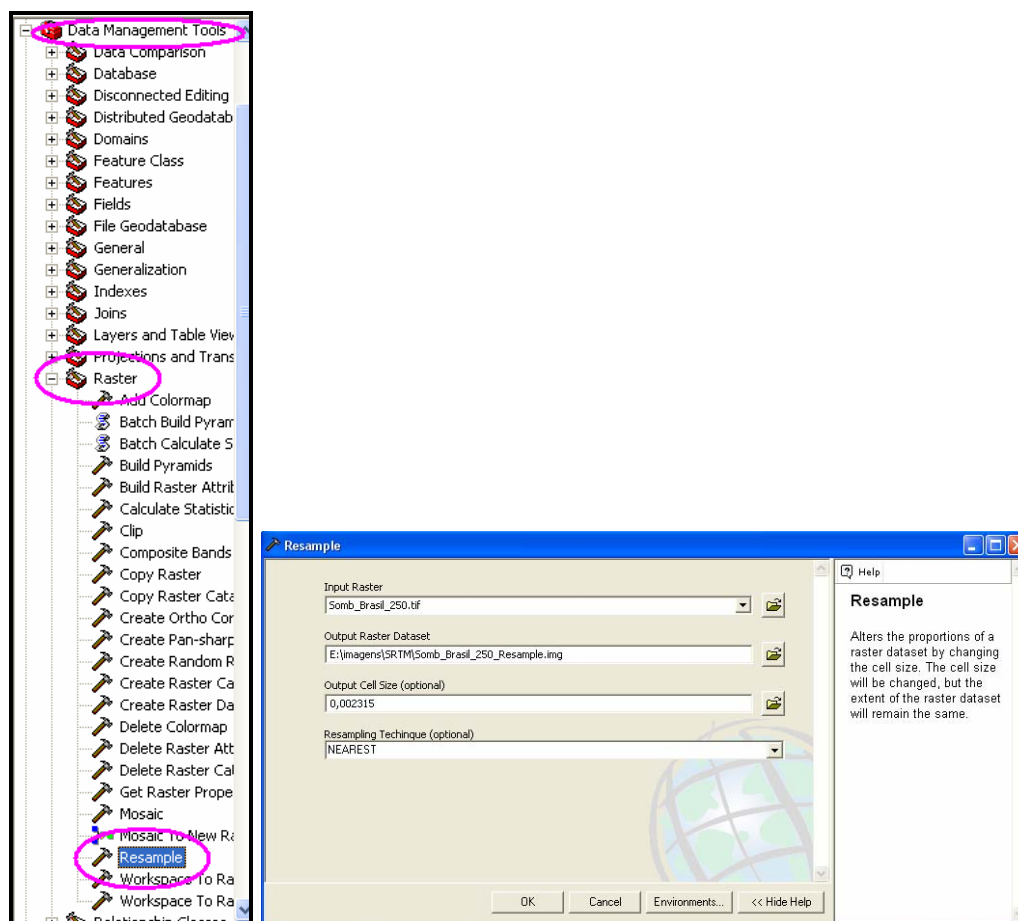 Data Management Tools
Data Comparison
Database
Disconnected Editing
Distributed Geodatab
Domains
Feature Class
Features
Fields
File Geodatabase
General
Generalization
Indexes
Joins
Layers and Table View
Projections and Trans
Raster
Add Colormap
Batch Build Pyram
Batch Calculate S
Build Pyramids
Build Raster Attrib
Calculate Statistic
Clip
Composite Bands
Copy Raster
Copy Raster Cata
Create Ortho Cor
Create Pan-sharp
Create Random R
Create Raster Ca
Create Raster Da
Delete Colormap
Delete Raster Att
Delete Raster Cat
Get Raster Prope
Mosaic
Mosaic To New Ra
Resample
Workspace To Ra
Workspace To Ra
Relationship Classes
Resample
Input Raster
Somb_Brasil_250.tif
Output Raster Dataset
E:\imagens\SRTM\Somb_Brasil_250_Resample.img
Output Cell Size (optional)
0,002315
Resampling Techinque (optional)
NEAREST
OK
Cancel
Environments...
<< Hide Help
Help
Resample
Alters the proportions of a
raster dataset by changing
the cell size. The cell size
will be changed, but the
extent of the raster dataset
will remain the same.